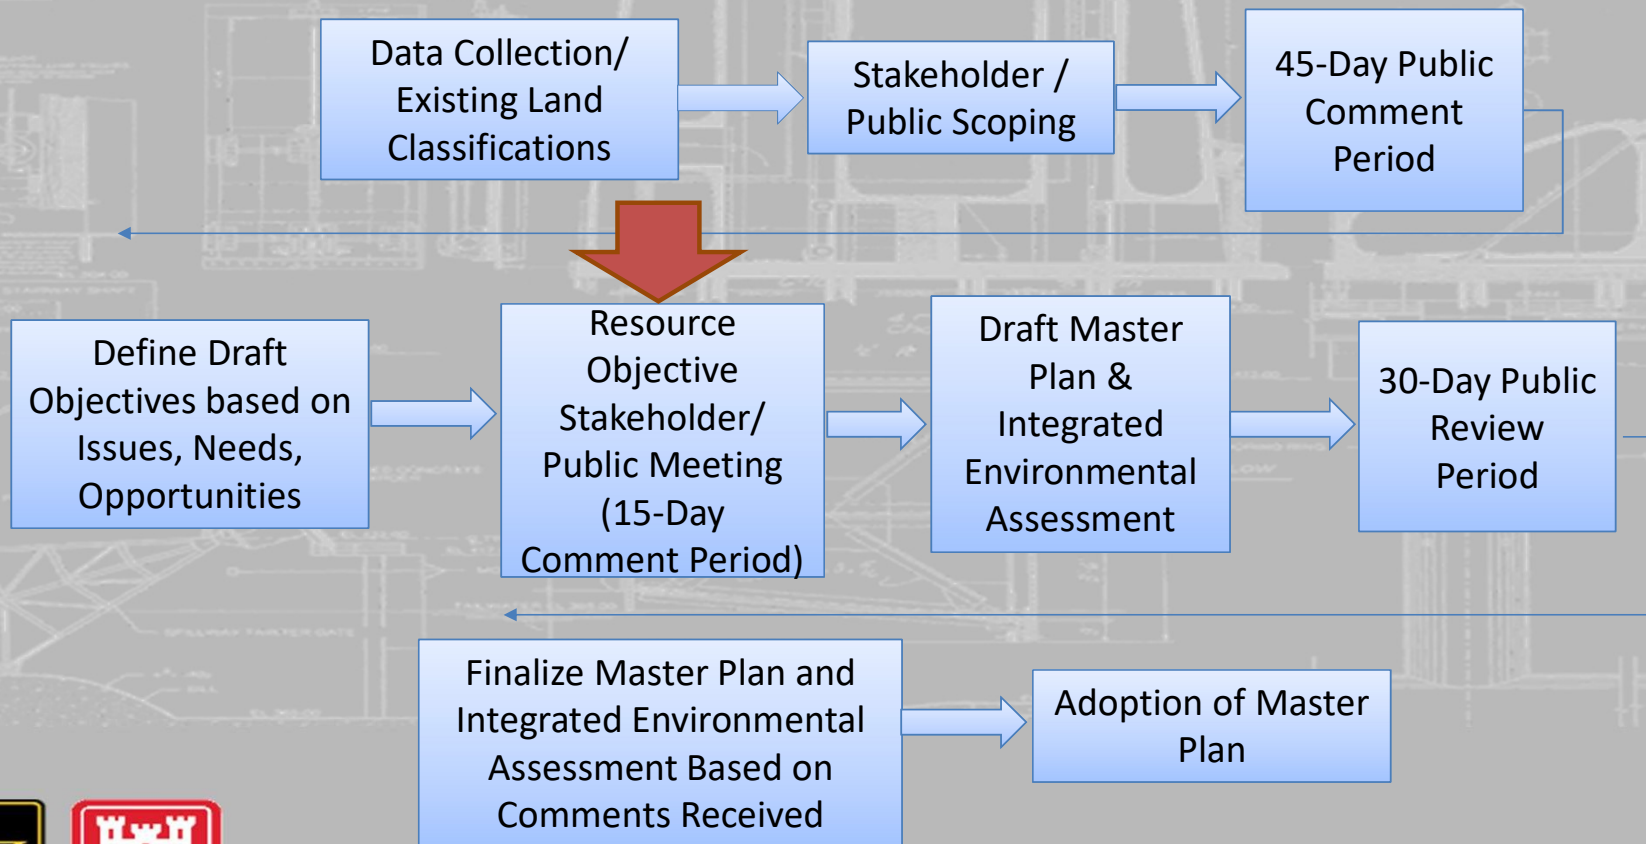 Data Collection/
Existing Land
Classifications
Stakeholder /
Public Scoping
45-Day Public
Comment
Period
Define Draft
Objectives based on
Issues, Needs,
Opportunities
Resource
Objective
Stakeholder/
Public Meeting
(15-Day
Comment Period)
Draft Master
Plan &
Integrated
Environmental
Assessment
30-Day Public
Review
Period
Finalize Master Plan and
Integrated Environmental
Assessment Based on
Comments Received
Adoption of Master
Plan